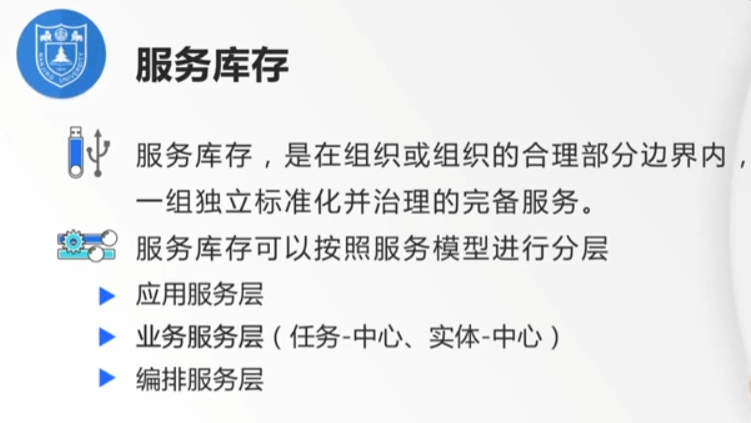 服务库存
服务库存，是在组织或组织的合理部分边界内，
一组独立标准化并治理的完备服务。
服务库存可以按照服务模型进行分层
应用服务层
业务服务层（任务-中心、实体-中心）
编排服务层